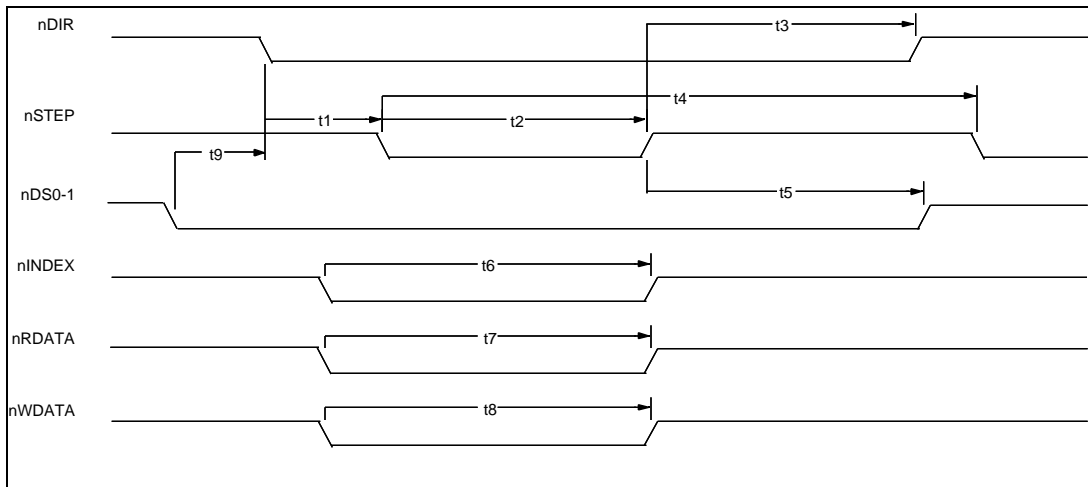 nDIR
t3
t4
nSTEP
t1
t2
t9
t5
nDS0-1
nINDEX
t6
nRDATA
t7
nWDATA
t8